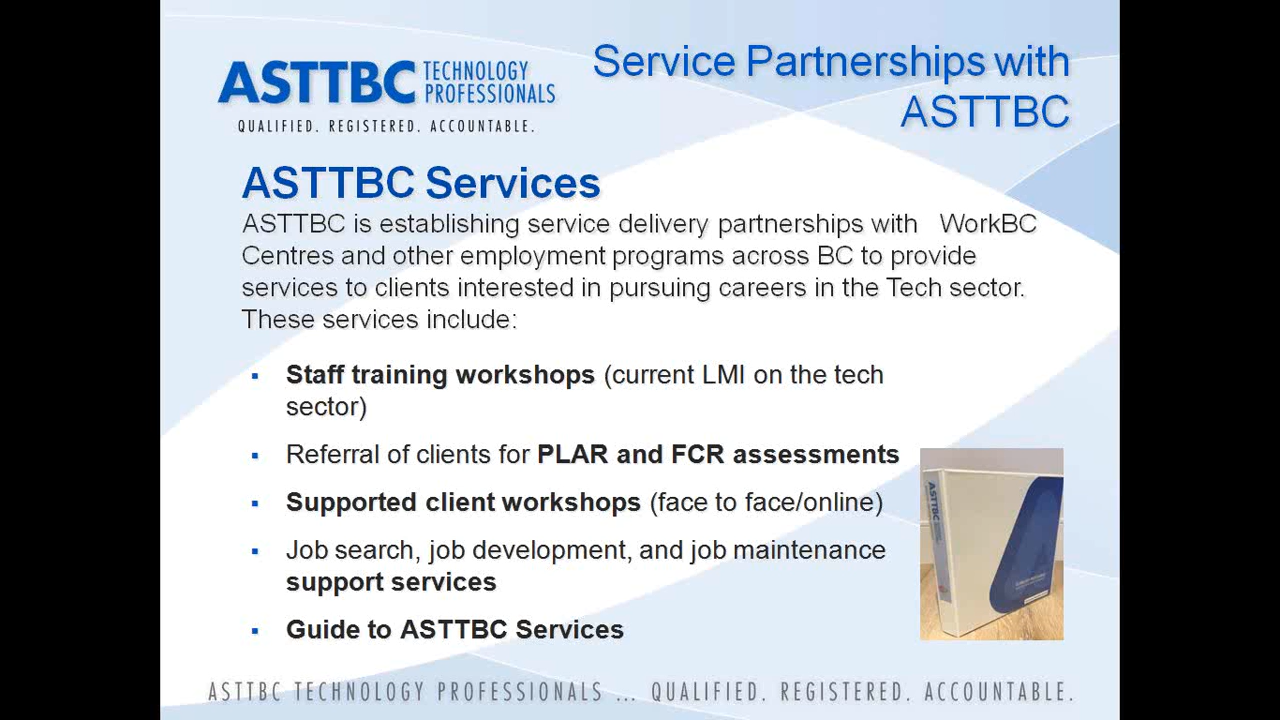 ASTTBC TECHNOLOGY PROFESSIONALS
QUALIFIED. REGISTERED. ACCOUNTABLE.
Service Partnerships with
ASTTBC
ASTTBC Services
ASTTBC is establishing service delivery partnerships with WorkBC
Centres and other employment programs across BC to provide
services to clients interested in pursuing careers in the Tech sector.
These services include:
▪ Staff training workshops (current LMI on the tech
sector)
▪ Referral of clients for PLAR and FCR assessments
▪ Supported client workshops (face to face/online)
▪ Job search, job development, and job maintenance
support services
▪ Guide to ASTTBC Services
ASTTBC
ASTTBC TECHNOLOGY PROFESSIONALS ... QUALIFIED. REGISTERED. ACCOUNTABLE.